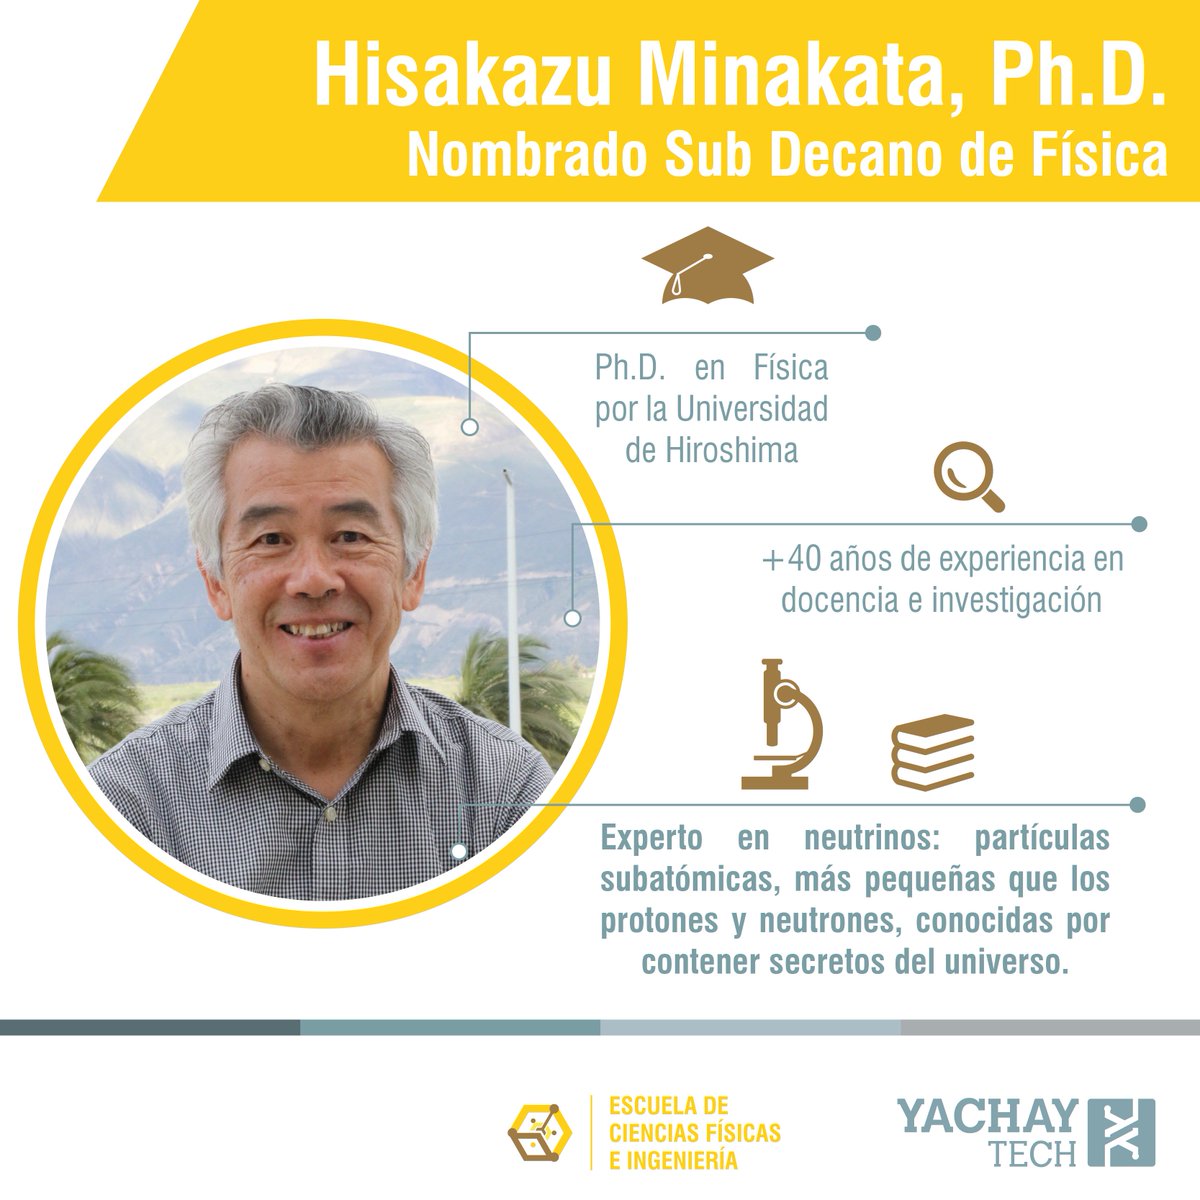 Hisakazu Minakata, Ph.D.
Nombrado Sub Decano de Física
Ph.D. en Física
por la Universidad
de Hiroshima
+40 años de experiencia en
docencia e investigación
Experto en neutrinos: partículas
subatómicas, más pequeñas que los
protones y neutrones, conocidas por
contener secretos del universo.
ESCUELA DE
CIENCIAS FÍSICAS
E INGENIERÍA
YACHAY
TECH